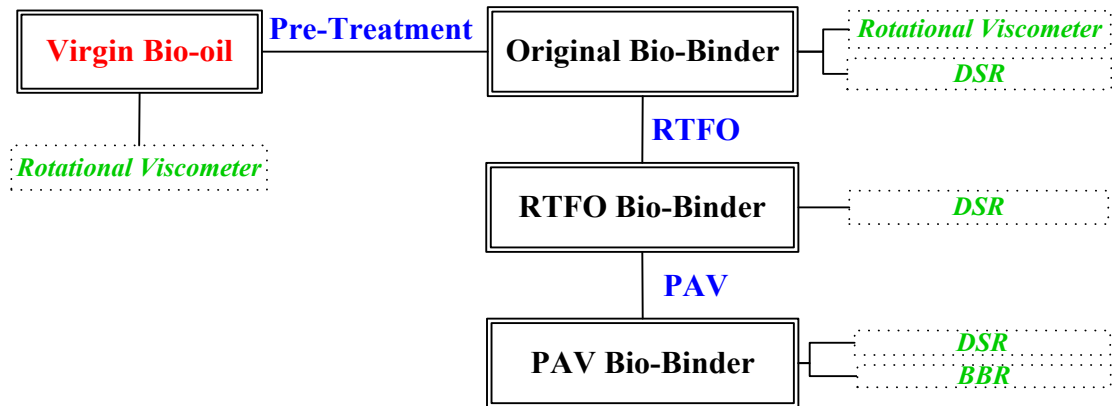 Virgin Bio-oil
Pre-Treatment
Original Bio-Binder
Rotational Viscometer
DSR
Rotational Viscometer
RTFO
RTFO Bio-Binder
DSR
PAV
PAV Bio-Binder
DSR
BBR